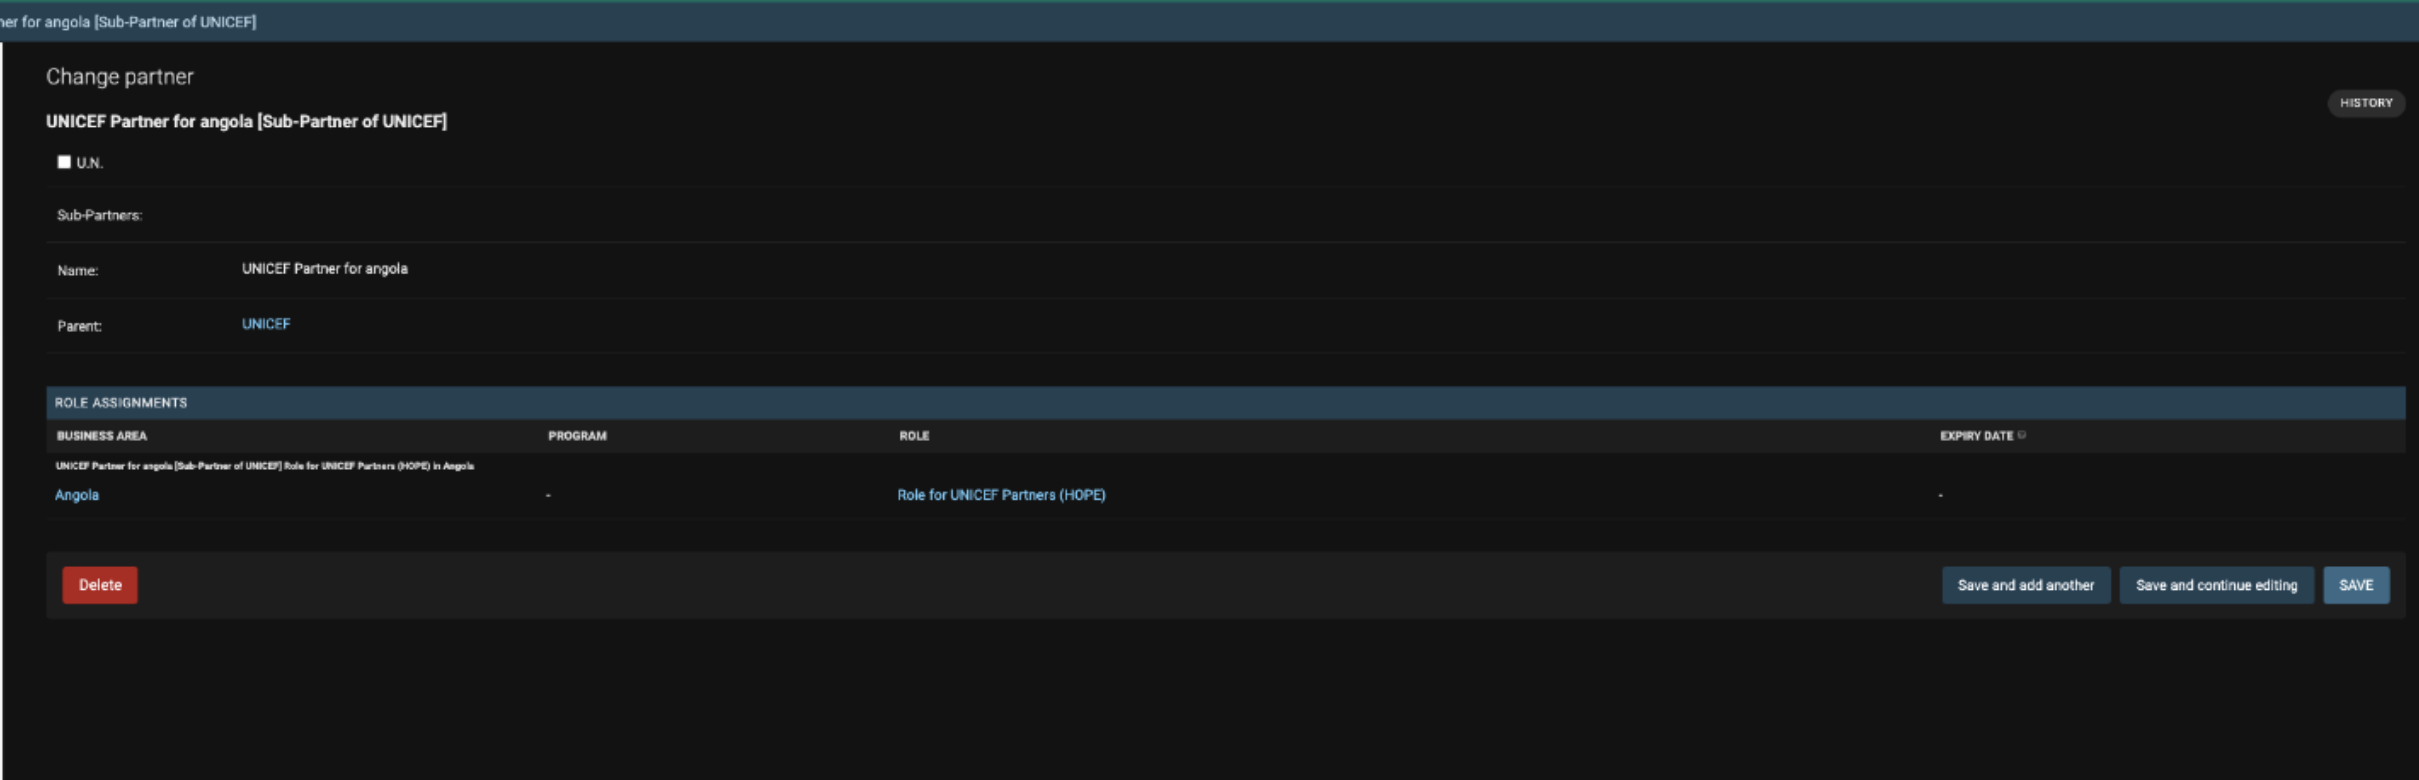 ner for angola [Sub-Partner of UNICEF]
Change partner
HISTORY
UNICEF Partner for angola [Sub-Partner of UNICEF]
U.N.
Sub-Partners:
Name: UNICEF Partner for angola
Parent: UNICEF
ROLE ASSIGNMENTS
BUSINESS AREA PROGRAM ROLE EXPIRY DATE
UNICEF Partner for angola [Sub-Partner of UNICEF] Role for UNICEF Partners (HOPE) in Angola
Angola - Role for UNICEF Partners (HOPE) -
Delete Save and add another Save and continue editing SAVE